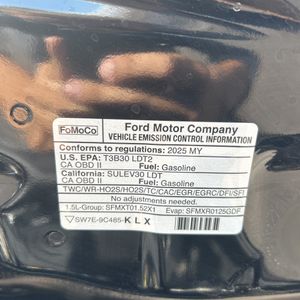 FoMoCo
Ford Motor Company
VEHICLE EMISSION CONTROL INFORMATION
Conforms to regulations: 2025 MY
U.S. EPA: T3B30 LDT2
CA OBD II Fuel: Gasoline
California: SULEV30 LDT
CA OBD II Fuel: Gasoline
TWC/WR-HO2S/HO2S/TC/CAC/EGR/EGRC/DFI/SFI
No adjustments needed.
1.5L-Group: SFMXT01.52X1 Evap: SFMXR0125GDF
SW7E-9C485-KLX